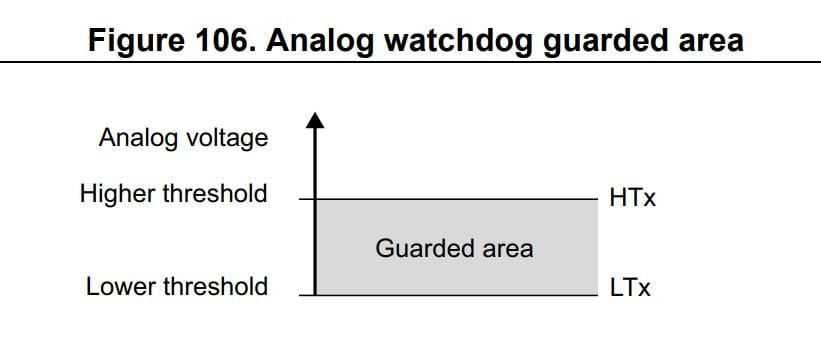 Figure 106. Analog watchdog guarded area
Analog voltage
Higher threshold
HTx
Guarded area
Lower threshold
LTx